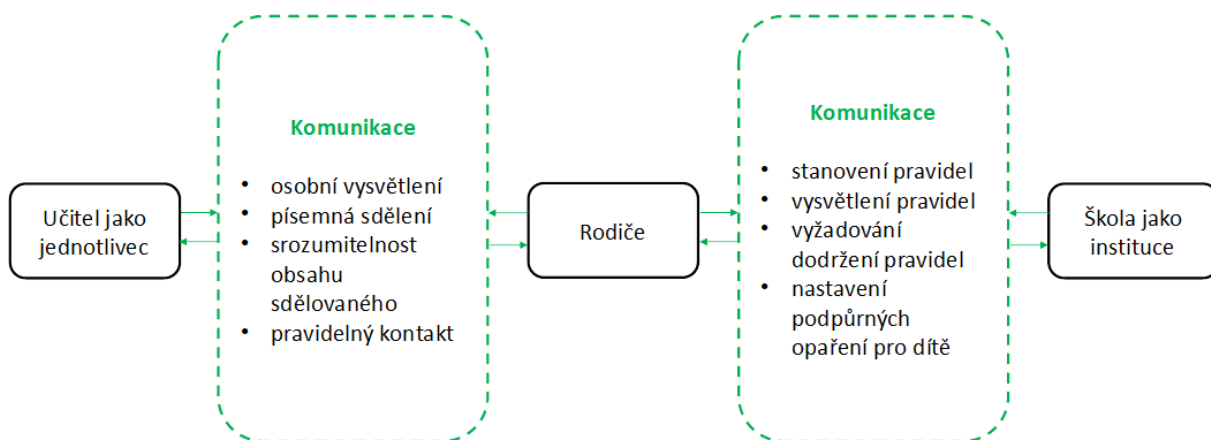 Učitel jako
jednotlivec
Komunikace
• osobní vysvětlení
• písemná sdělení
• srozumitelnost
obsahu
sdělovaného
• pravidelný kontakt
Rodiče
Komunikace
• stanovení pravidel
• vysvětlení pravidel
• vyžadování
dodržení pravidel
• nastavení
podpůrných
opaření pro dítě
Škola jako
instituce